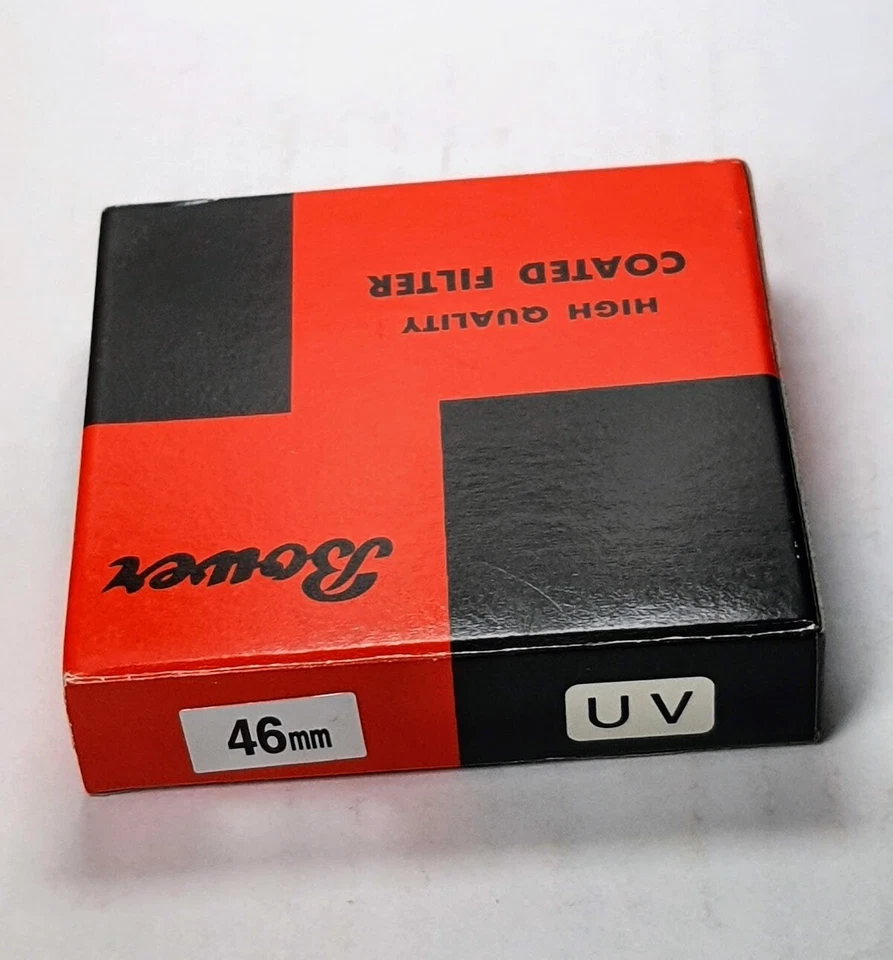 Bower
HIGH QUALITY
COATED FILTER
46mm
UV